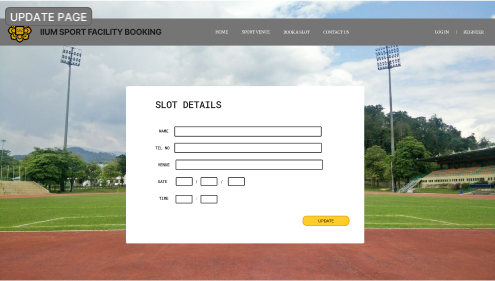 UPDATE PAGE
IIUM SPORT FACILITY BOOKING
HOME SPORT VENUE BOOK A SLOT CONTACT US LOG IN | REGISTER
SLOT DETAILS
NAME
TEL NO
VENUE
DATE / /
TIME :
UPDATE